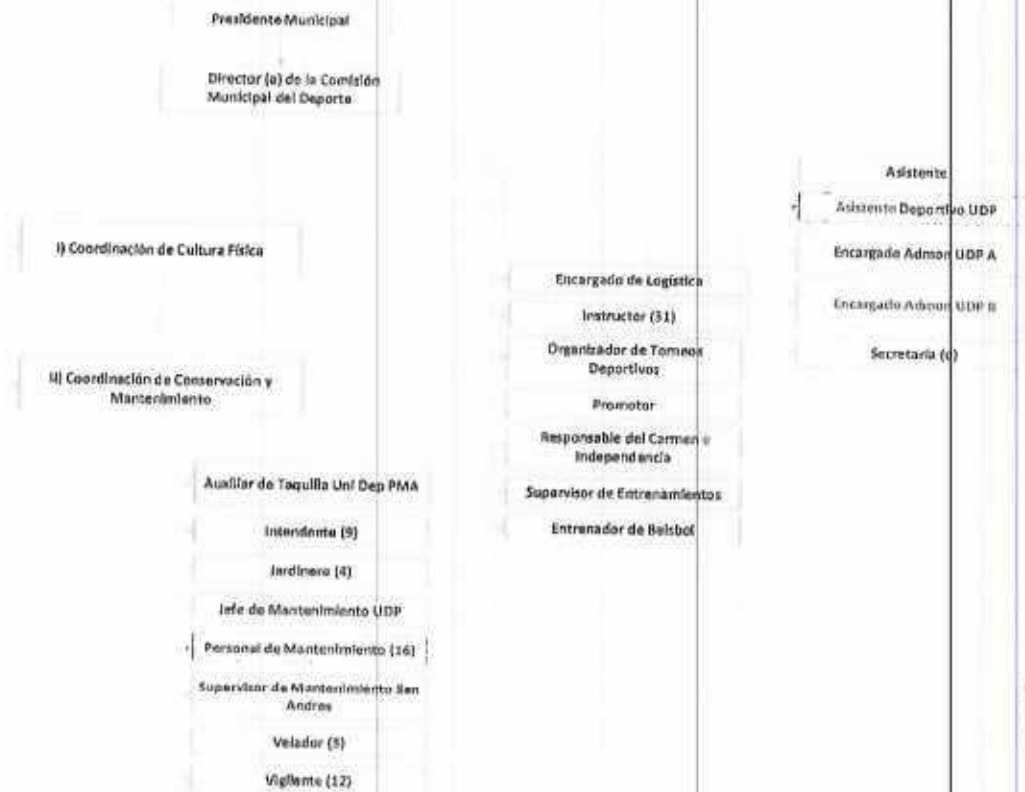 Presidente Municipal
Director (a) de la Comisión
Municipal del Deporte
I) Coordinación de Cultura Física
II) Coordinación de Conservación y
Mantenimiento
Auxiliar de Taquilla Uni Dep PMA
Intendente (9)
Jardinero (4)
Jefe de Mantenimiento UDP
Personal de Mantenimiento (16)
Supervisor de Mantenimiento San
Andres
Velador (5)
Vigilante (12)
Encargado de Logística
Instructor (31)
Organizador de Torneos
Deportivos
Promotor
Responsable del Carmen e
Independencia
Supervisor de Entrenamientos
Entrenador de Beisbol
Asistente
Asistente Deportivo UDP
Encargado Admon UDP A
Encargado Admon UDP B
Secretaria (o)